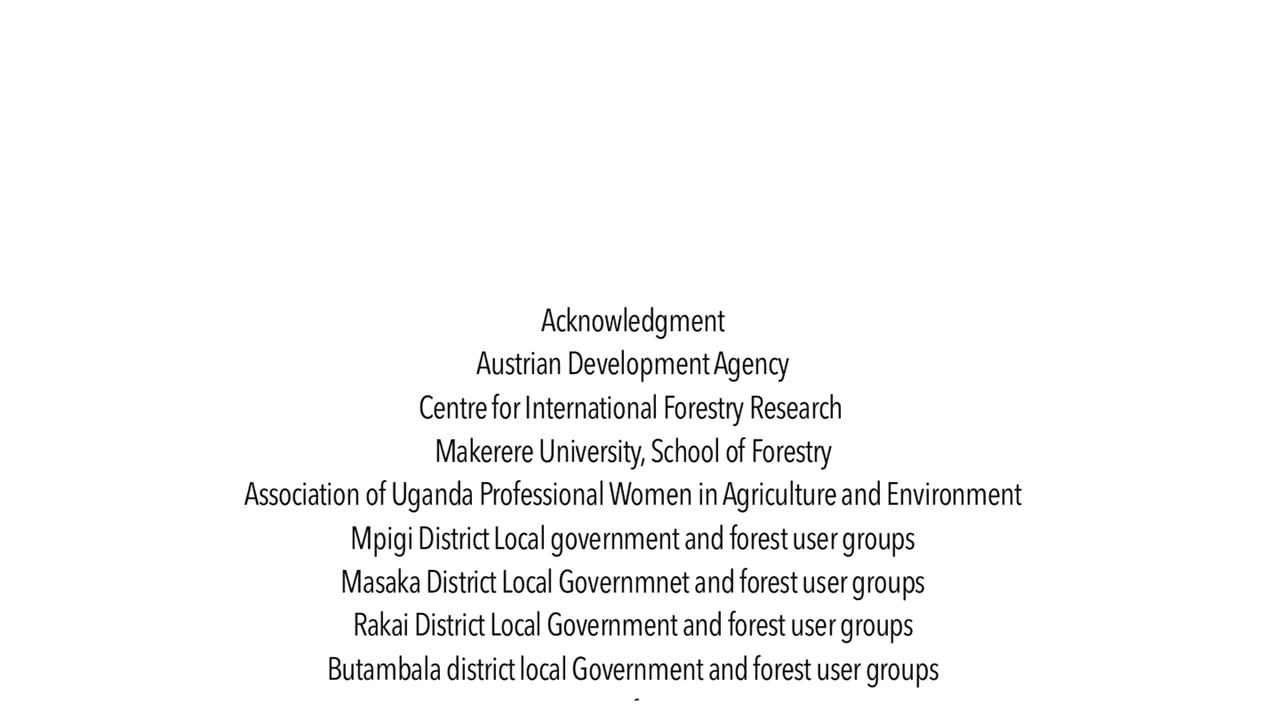 Acknowledgment
Austrian Development Agency
Centre for International Forestry Research
Makerere University, School of Forestry
Association of Uganda Professional Women in Agriculture and Environment
Mpigi District Local government and forest user groups
Masaka District Local Governmnet and forest user groups
Rakai District Local Government and forest user groups
Butambala district local Government and forest user groups